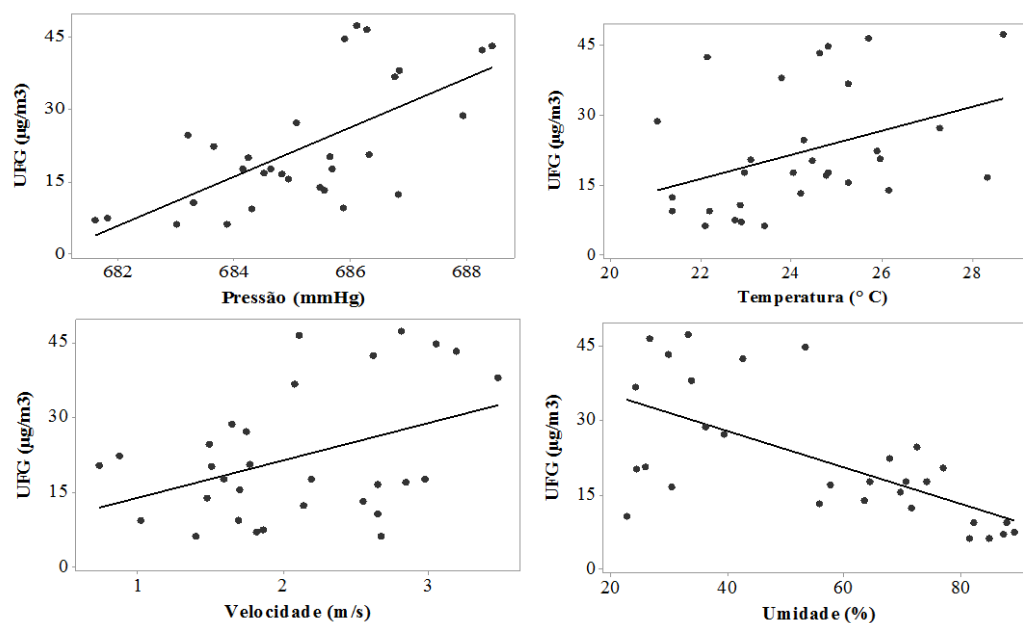 UFG (µg/m3)
45
30
15
0
682 684 686 688
Pressão (mmHg)
UFG (µg/m3)
45
30
15
0
20 22 24 26 28
Temperatura (° C)
UFG (µg/m3)
45
30
15
0
1 2 3
Velocidade (m/s)
UFG (µg/m3)
45
30
15
0
20 40 60 80
Umidade (%)